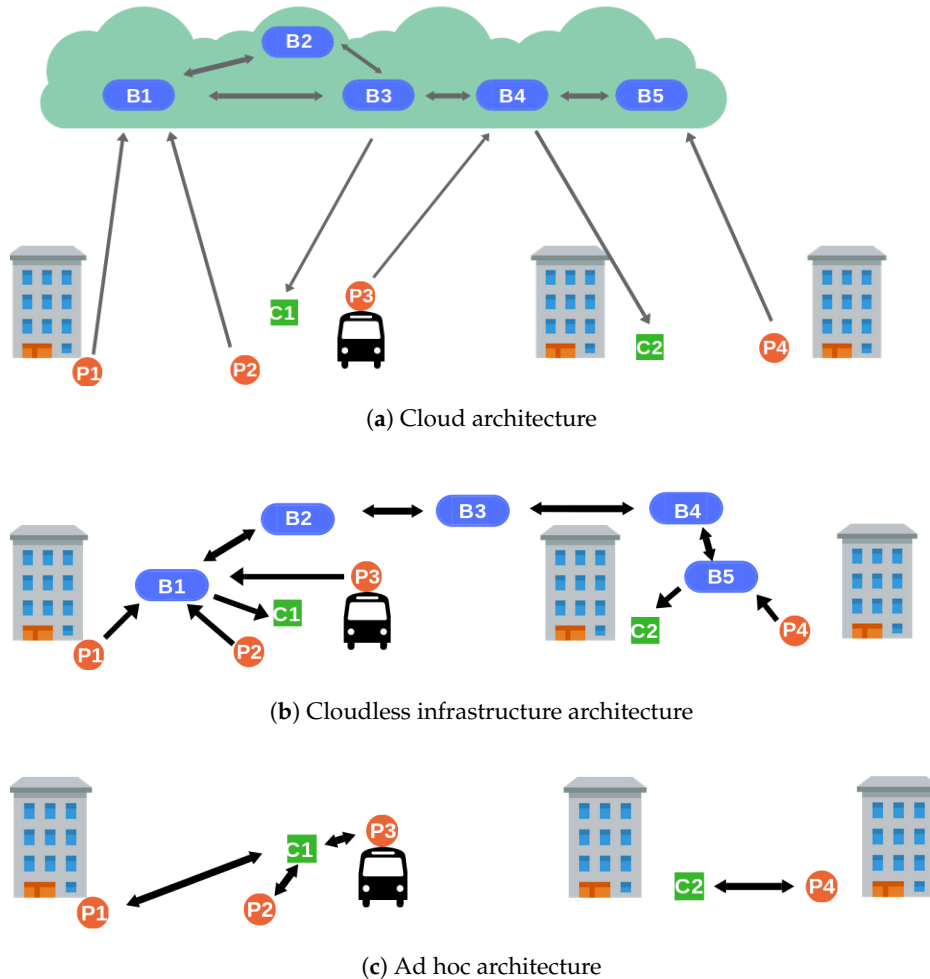 B2
B1 B3 B4 B5
C1 P3
P1 P2 C2 P4
(a) Cloud architecture
B2 B3 B4
B1 P3 B5
C1
P1 P2 C2 P4
(b) Cloudless infrastructure architecture
C1 P3
P1 P2 C2 P4
(c) Ad hoc architecture